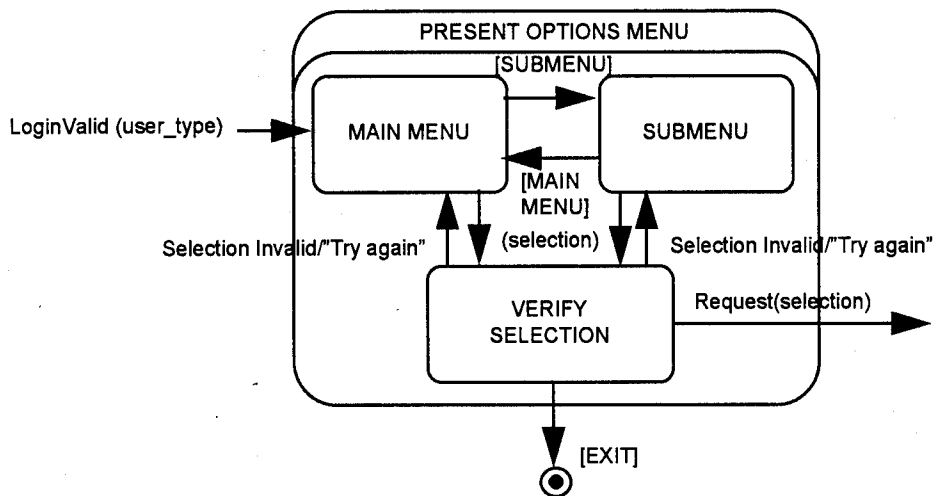 PRESENT OPTIONS MENU
[SUBMENU]
LoginValid (user_type)
MAIN MENU
SUBMENU
[MAIN
MENU]
(selection)
Selection Invalid/"Try again"
Selection Invalid/"Try again"
VERIFY
SELECTION
Request(selection)
[EXIT]